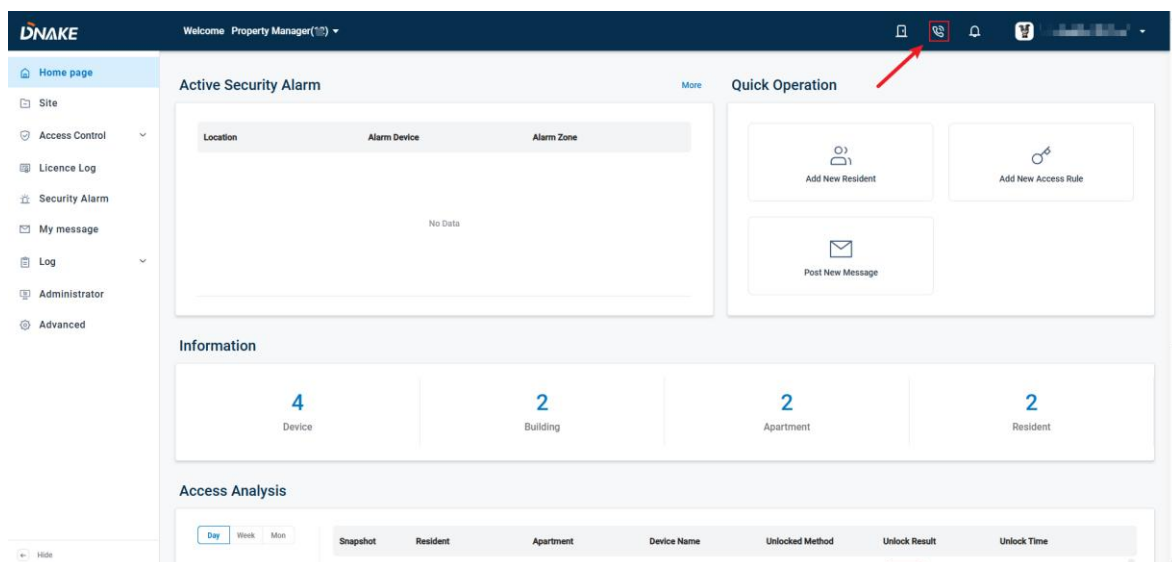 DNAKE
Welcome Property Manager( )
Home page
Site
Access Control
Licence Log
Security Alarm
My message
Log
Administrator
Advanced
Hide
Active Security Alarm
More
Location Alarm Device Alarm Zone
No Data
Quick Operation
Add New Resident
Add New Access Rule
Post New Message
Information
4
Device
2
Building
2
Apartment
2
Resident
Access Analysis
Day Week Mon
Snapshot Resident Apartment Device Name Unlocked Method Unlock Result Unlock Time